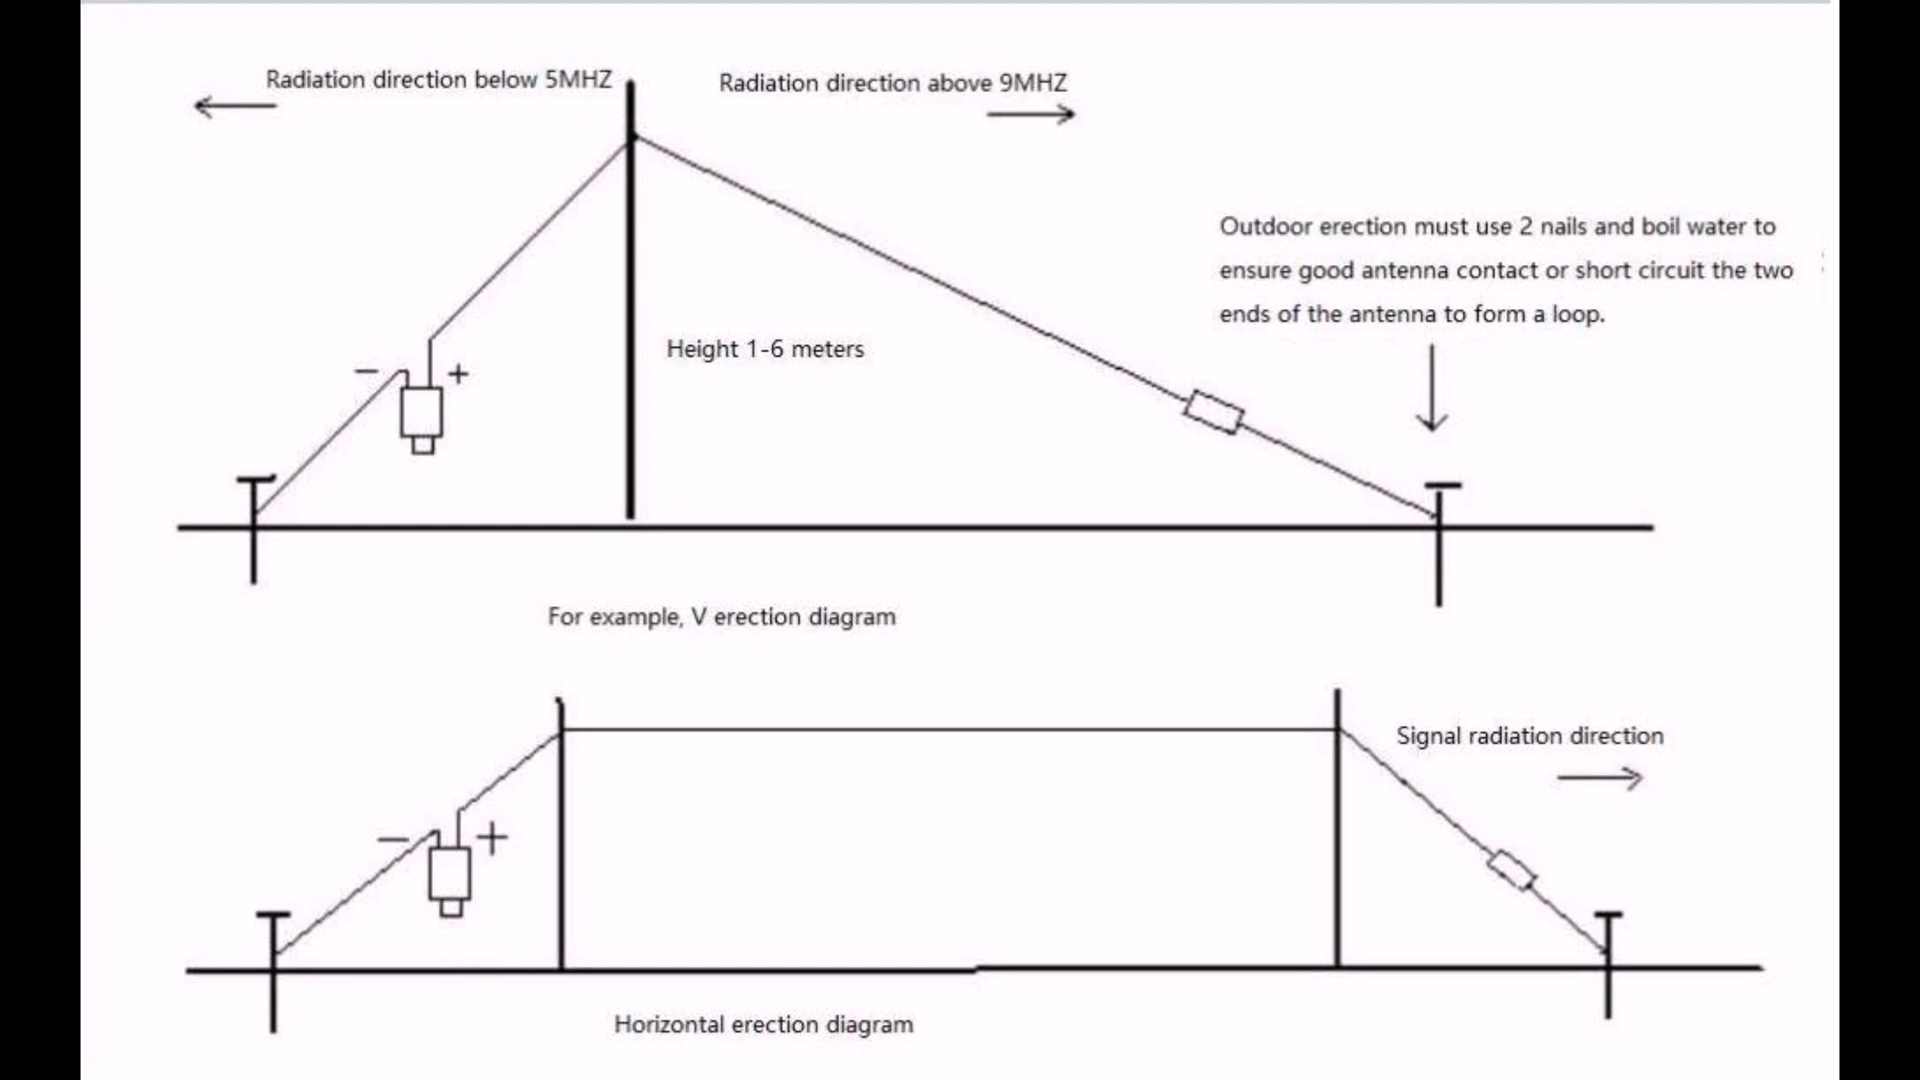 Radiation direction below 5MHZ
Radiation direction above 9MHZ
Outdoor erection must use 2 nails and boil water to
ensure good antenna contact or short circuit the two
ends of the antenna to form a loop.
Height 1-6 meters
− +
For example, V erection diagram
Signal radiation direction
− +
Horizontal erection diagram